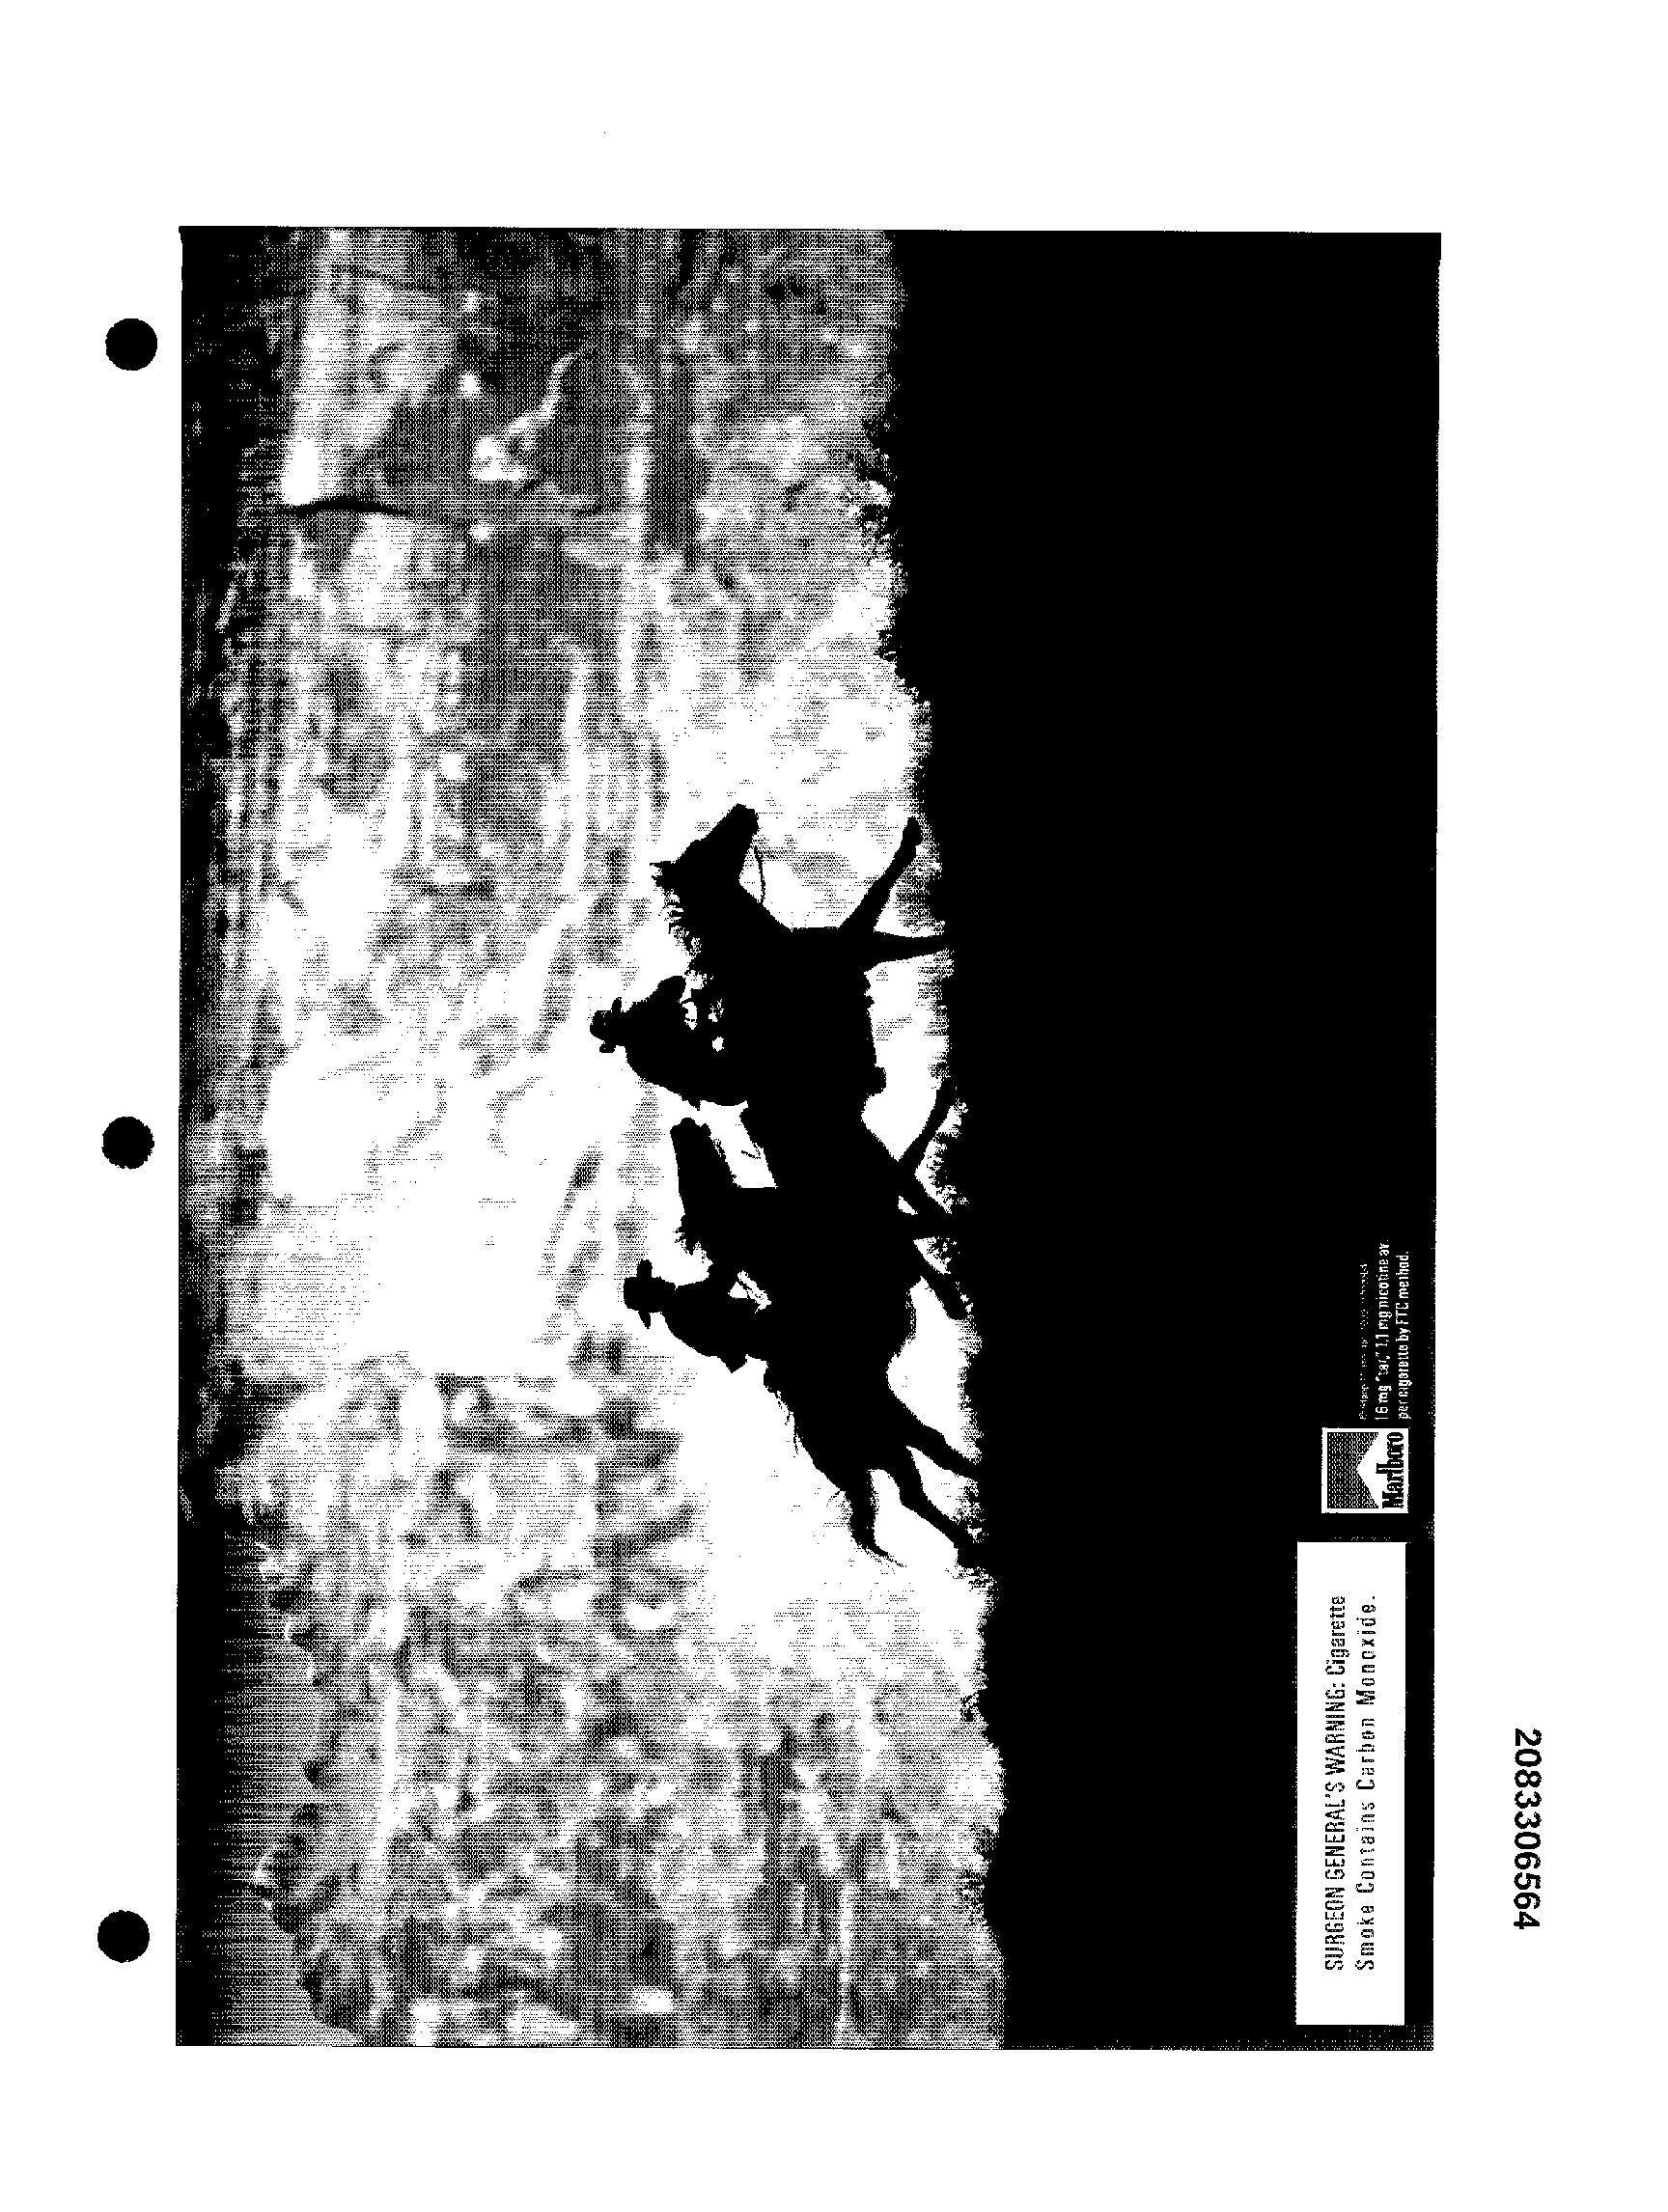 SURGEON GENERAL'S WARNING: Cigarette
Smoke Contains Carbon Monoxide.
Marlboro
16 mg "tar," 1.1 mg nicotine av.
per cigarette by FTC method.
2083306564